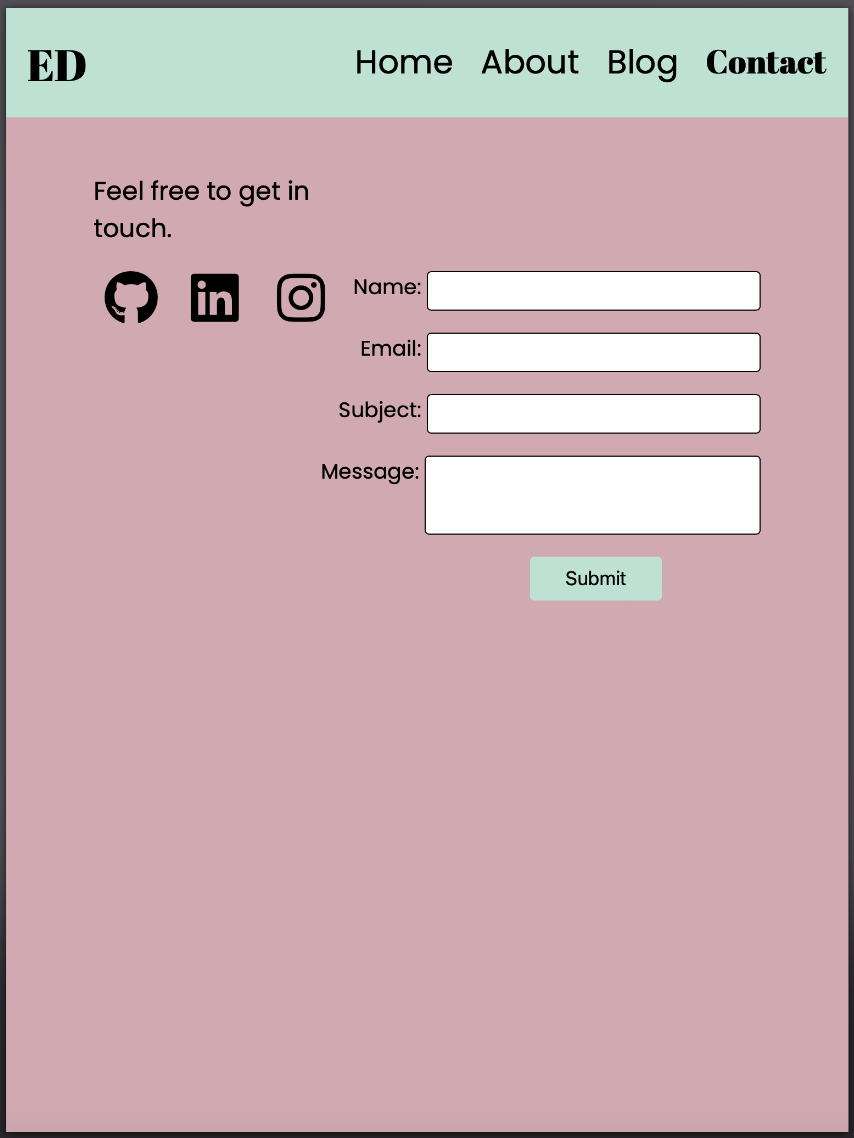 ED
Home About Blog Contact
Feel free to get in
touch.
Name:
Email:
Subject:
Message:
Submit